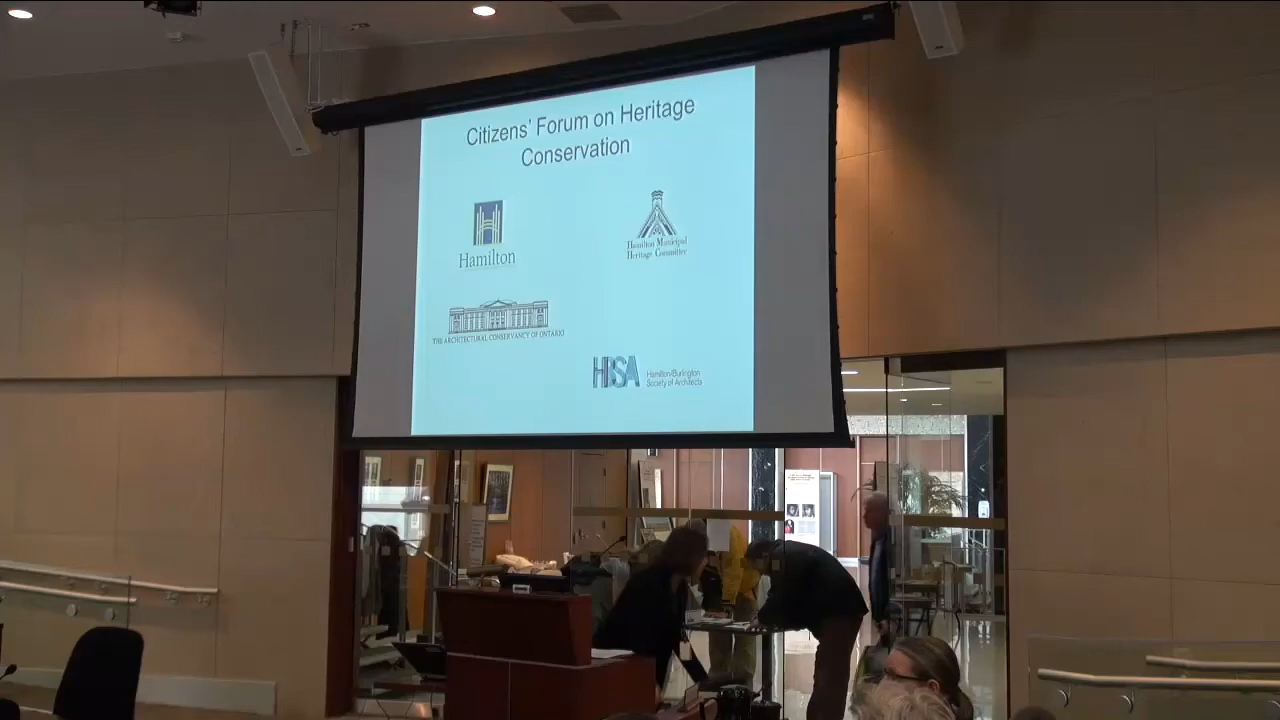 Citizens' Forum on Heritage
Conservation
Hamilton
Hamilton Municipal
Heritage Committee
THE ARCHITECTURAL CONSERVANCY OF ONTARIO
HBSA
Hamilton/Burlington
Society of Architects